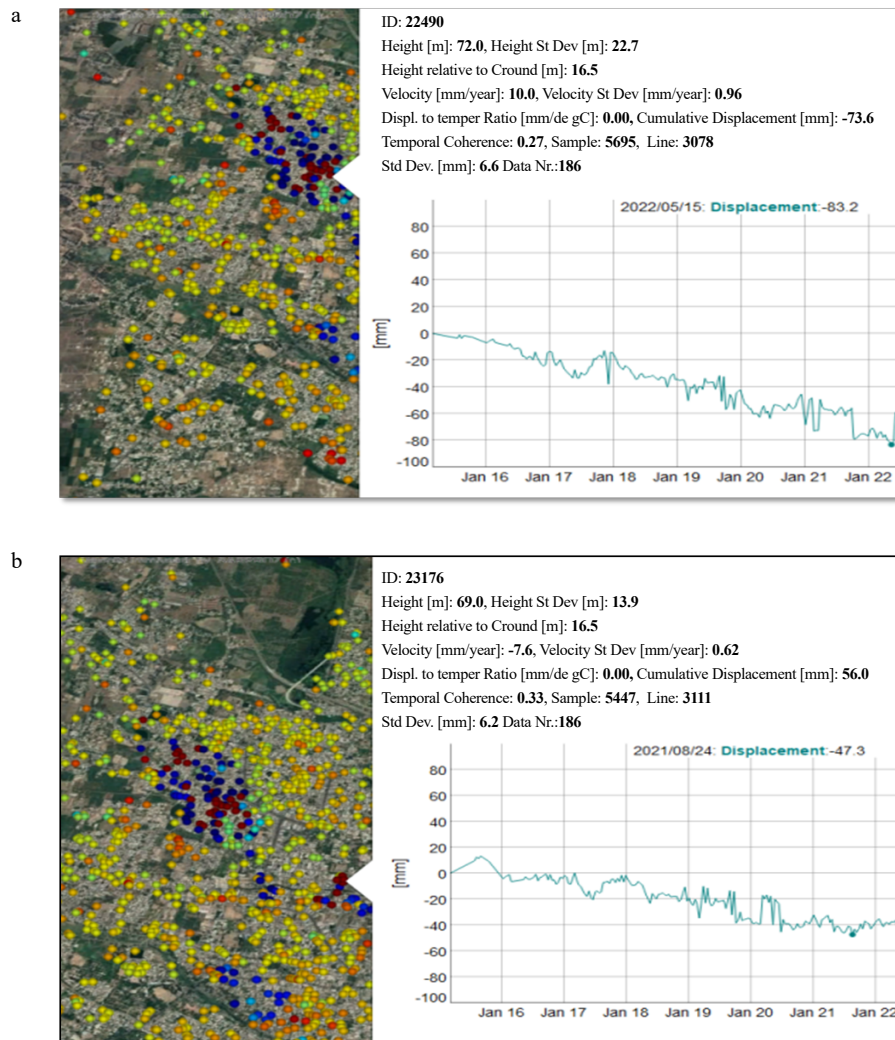 a
ID: 22490
Height [m]: 72.0, Height St Dev [m]: 22.7
Height relative to Cround [m]: 16.5
Velocity [mm/year]: 10.0, Velocity St Dev [mm/year]: 0.96
Displ. to temper Ratio [mm/de gC]: 0.00, Cumulative Displacement [mm]: -73.6
Temporal Coherence: 0.27, Sample: 5695, Line: 3078
Std Dev. [mm]: 6.6 Data Nr.:186
2022/05/15: Displacement:-83.2
80
60
40
20
0
-20
-40
-60
-80
-100
[mm]
Jan 16 Jan 17 Jan 18 Jan 19 Jan 20 Jan 21 Jan 22
b
ID: 23176
Height [m]: 69.0, Height St Dev [m]: 13.9
Height relative to Cround [m]: 16.5
Velocity [mm/year]: -7.6, Velocity St Dev [mm/year]: 0.62
Displ. to temper Ratio [mm/de gC]: 0.00, Cumulative Displacement [mm]: 56.0
Temporal Coherence: 0.33, Sample: 5447, Line: 3111
Std Dev. [mm]: 6.2 Data Nr.:186
2021/08/24: Displacement:-47.3
80
60
40
20
0
-20
-40
-60
-80
-100
[mm]
Jan 16 Jan 17 Jan 18 Jan 19 Jan 20 Jan 21 Jan 22